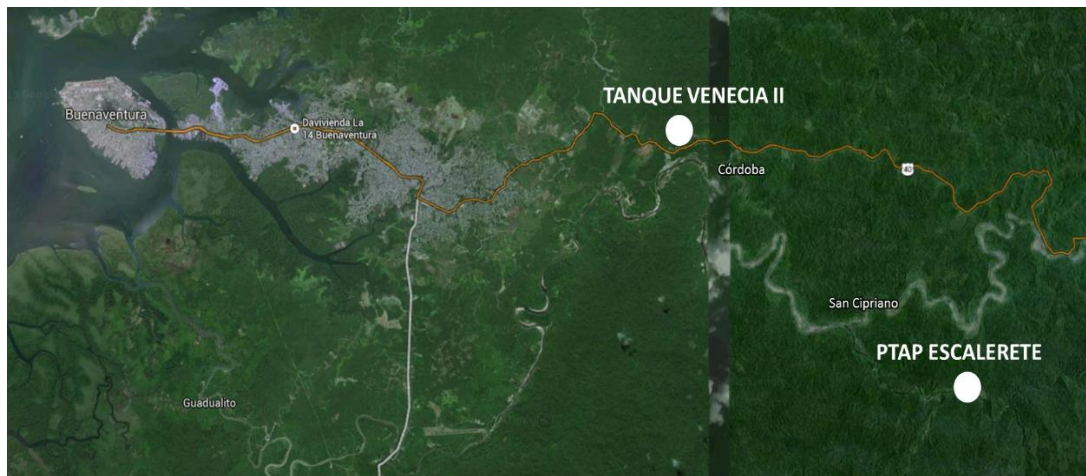 TANQUE VENECIA II
Buenaventura
Davivienda La
14 Buenaventura
Córdoba
40
San Cipriano
PTAP ESCALERETE
Guadualito